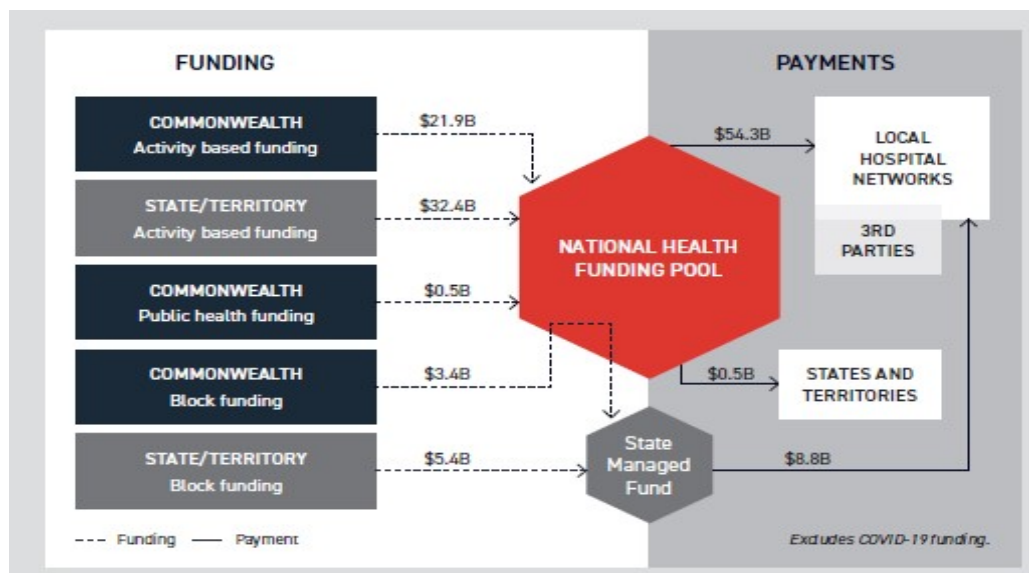 FUNDING
PAYMENTS
COMMONWEALTH
Activity based funding
$21.9B
$54.3B
LOCAL
HOSPITAL
NETWORKS
STATE/TERRITORY
Activity based funding
$32.4B
NATIONAL HEALTH
FUNDING POOL
3RD
PARTIES
COMMONWEALTH
Public health funding
$0.5B
COMMONWEALTH
Block funding
$3.4B
$0.5B
STATES AND
TERRITORIES
STATE/TERRITORY
Block funding
$5.4B
State
Managed
Fund
$8.8B
Funding
Payment
Excludes COVID-19 funding.